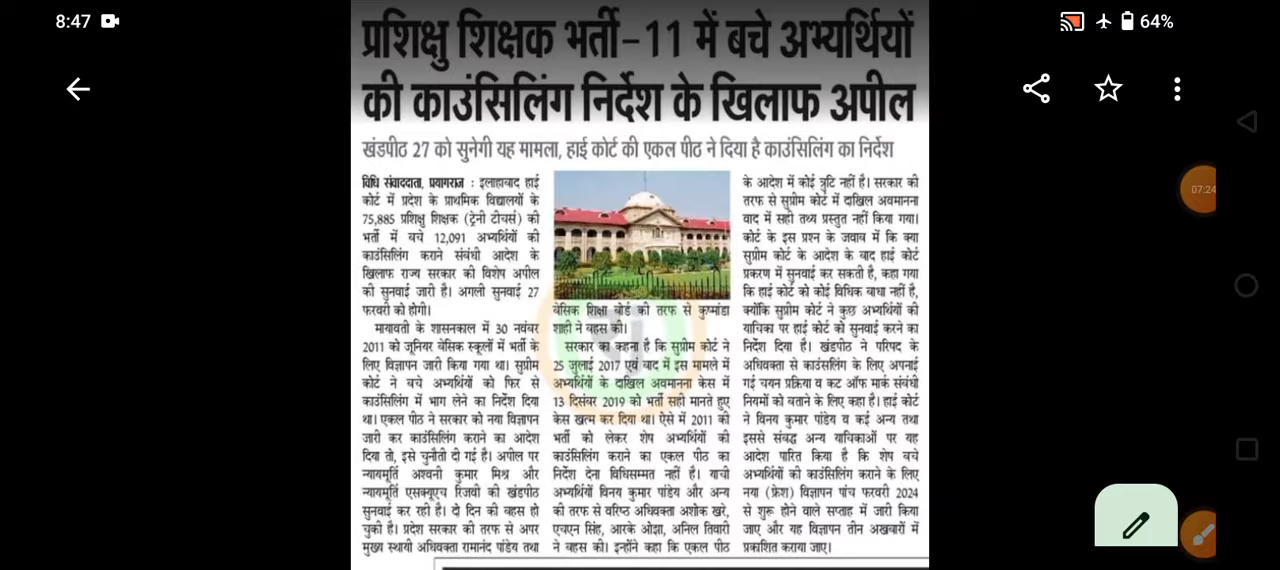 8:47
64%
प्रशिक्षु शिक्षक भर्ती-11 में बचे अभ्यर्थियों
की काउंसिलिंग निर्देश के खिलाफ अपील
खंडपीठ 27 को सुनेगी यह मामला, हाई कोर्ट की एकल पीठ ने दिया है काउंसिलिंग का निर्देश
विधि संवाददाता, प्रयागराज : इलाहाबाद हाई
कोर्ट में प्रदेश के प्राथमिक विद्यालयों के
75,885 प्रशिक्षु शिक्षक (ट्रेनी टीचर्स) की
भर्ती में बचे 12,091 अभ्यर्थियों की
काउंसिलिंग कराने संबंधी आदेश के
खिलाफ राज्य सरकार की विशेष अपील
की सुनवाई जारी है। अगली सुनवाई 27
फरवरी को होगी।
मायावती के शासनकाल में 30 नवंबर
2011 को जूनियर बेसिक स्कूलों में भर्ती के
लिए विज्ञापन जारी किया गया था। सुप्रीम
कोर्ट ने बचे अभ्यर्थियों को फिर से
काउंसिलिंग में भाग लेने का निर्देश दिया
था। एकल पीठ ने सरकार को नया विज्ञापन
जारी कर काउंसिलिंग कराने का आदेश
दिया तो, इसे चुनौती दी गई है। अपील पर
न्यायमूर्ति अश्वनी कुमार मिश्र और
न्यायमूर्ति एसक्यूएच रिजवी की खंडपीठ
सुनवाई कर रही है। दो दिन की बहस हो
चुकी है। प्रदेश सरकार की तरफ से अपर
मुख्य स्थायी अधिवक्ता रामानंद पांडेय तथा
बेसिक शिक्षा बोर्ड की तरफ से कुष्मांडा
शाही ने बहस की।
सरकार का कहना है कि सुप्रीम कोर्ट ने
25 जुलाई 2017 एवं बाद में इस मामले में
अभ्यर्थियों के दाखिल अवमानना केस में
13 दिसंबर 2019 को भर्ती सही मानते हुए
केस खत्म कर दिया था। ऐसे में 2011 की
भर्ती को लेकर शेष अभ्यर्थियों की
काउंसिलिंग कराने का एकल पीठ का
निर्देश देना विधिसम्मत नहीं है। याची
अभ्यर्थियों विनय कुमार पांडेय और अन्य
की तरफ से वरिष्ठ अधिवक्ता अशोक खरे,
एचएन सिंह, आरके ओझा, अनिल तिवारी
ने बहस की। इन्होंने कहा कि एकल पीठ
के आदेश में कोई त्रुटि नहीं है। सरकार की
तरफ से सुप्रीम कोर्ट में दाखिल अवमानना
वाद में सही तथ्य प्रस्तुत नहीं किया गया।
कोर्ट के इस प्रश्न के जवाब में कि क्या
सुप्रीम कोर्ट के आदेश के बाद हाई कोर्ट
प्रकरण में सुनवाई कर सकती है, कहा गया
कि हाई कोर्ट को कोई विधिक बाधा नहीं है,
क्योंकि सुप्रीम कोर्ट ने कुछ अभ्यर्थियों की
याचिका पर हाई कोर्ट को सुनवाई करने का
निर्देश दिया है। खंडपीठ ने परिषद के
अधिवक्ता से काउंसलिंग के लिए अपनाई
गई चयन प्रक्रिया व कट ऑफ मार्क संबंधी
नियमों को बताने के लिए कहा है। हाई कोर्ट
ने विनय कुमार पांडेय व कई अन्य तथा
इससे संबद्ध अन्य याचिकाओं पर यह
आदेश पारित किया है कि शेष बचे
अभ्यर्थियों की काउंसिलिंग कराने के लिए
नया (फ्रेश) विज्ञापन पांच फरवरी 2024
से शुरू होने वाले सप्ताह में जारी किया
जाए और यह विज्ञापन तीन अखबारों में
प्रकाशित कराया जाए।
07:24